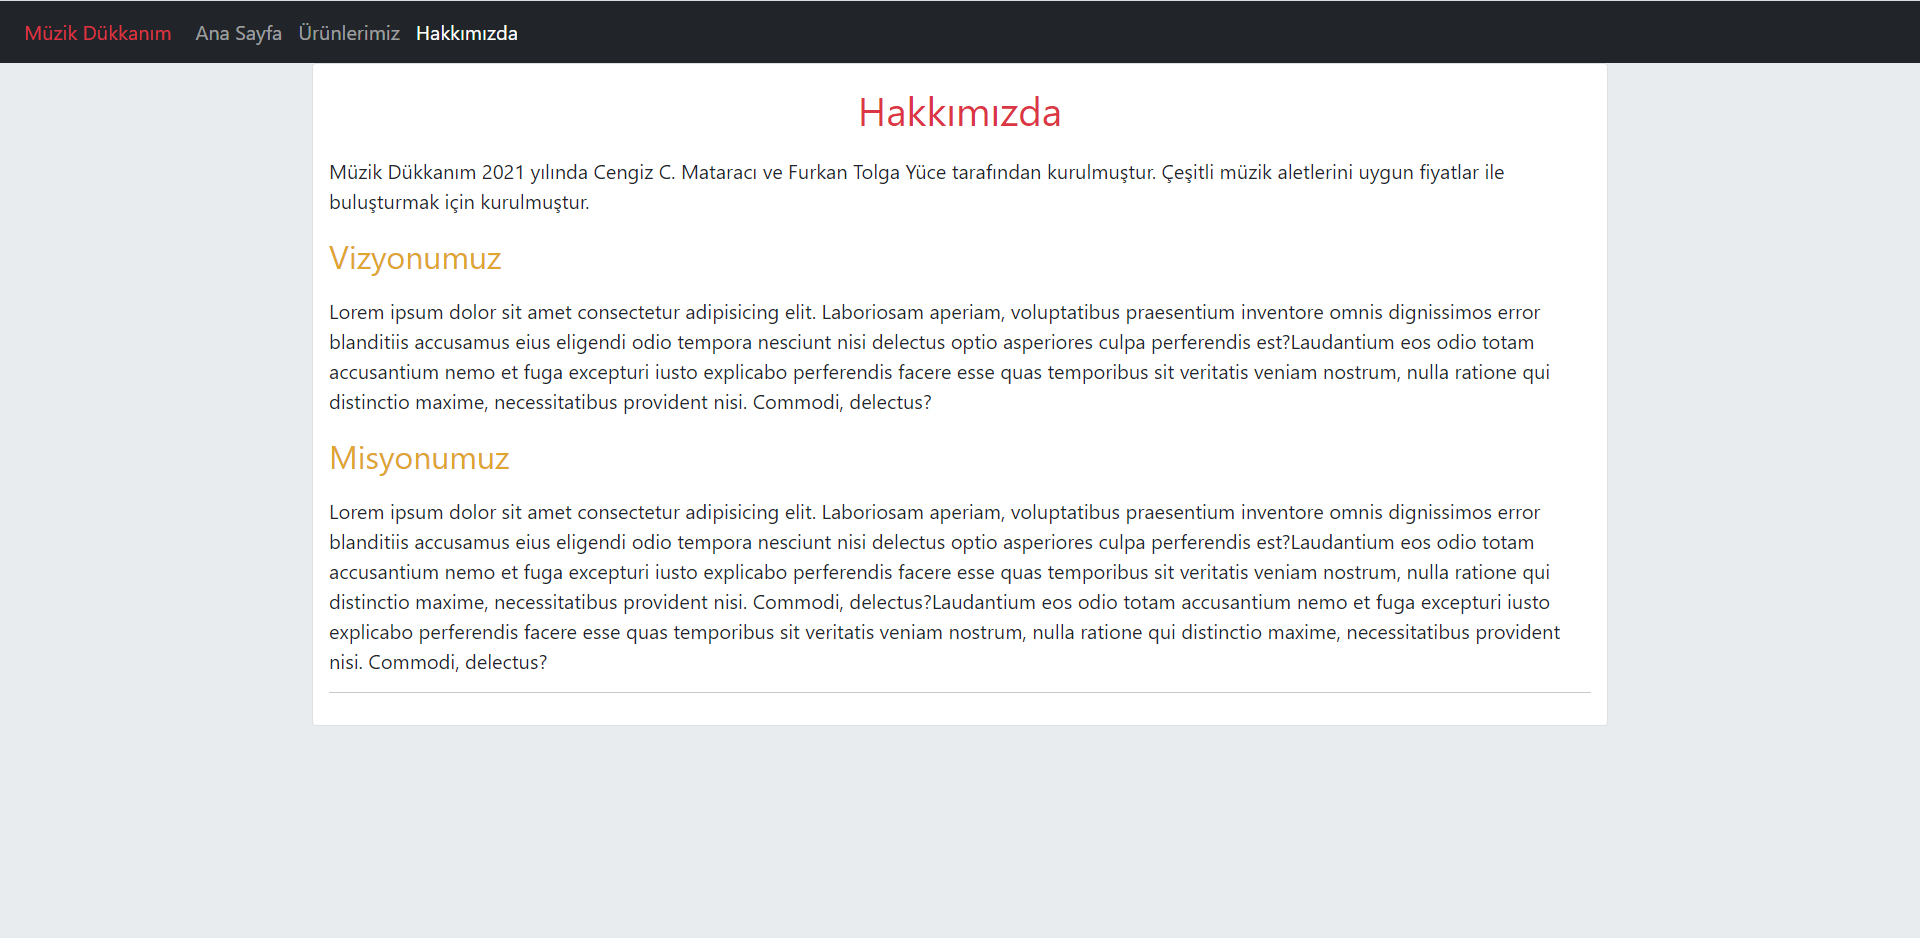 Müzik Dükkanım Ana Sayfa Ürünlerimiz Hakkımızda
Hakkımızda
Müzik Dükkanım 2021 yılında Cengiz C. Mataracı ve Furkan Tolga Yüce tarafından kurulmuştur. Çeşitli müzik aletlerini uygun fiyatlar ile
buluşturmak için kurulmuştur.
Vizyonumuz
Lorem ipsum dolor sit amet consectetur adipisicing elit. Laboriosam aperiam, voluptatibus praesentium inventore omnis dignissimos error
blanditiis accusamus eius eligendi odio tempora nesciunt nisi delectus optio asperiores culpa perferendis est?Laudantium eos odio totam
accusantium nemo et fuga excepturi iusto explicabo perferendis facere esse quas temporibus sit veritatis veniam nostrum, nulla ratione qui
distinctio maxime, necessitatibus provident nisi. Commodi, delectus?
Misyonumuz
Lorem ipsum dolor sit amet consectetur adipisicing elit. Laboriosam aperiam, voluptatibus praesentium inventore omnis dignissimos error
blanditiis accusamus eius eligendi odio tempora nesciunt nisi delectus optio asperiores culpa perferendis est?Laudantium eos odio totam
accusantium nemo et fuga excepturi iusto explicabo perferendis facere esse quas temporibus sit veritatis veniam nostrum, nulla ratione qui
distinctio maxime, necessitatibus provident nisi. Commodi, delectus?Laudantium eos odio totam accusantium nemo et fuga excepturi iusto
explicabo perferendis facere esse quas temporibus sit veritatis veniam nostrum, nulla ratione qui distinctio maxime, necessitatibus provident
nisi. Commodi, delectus?